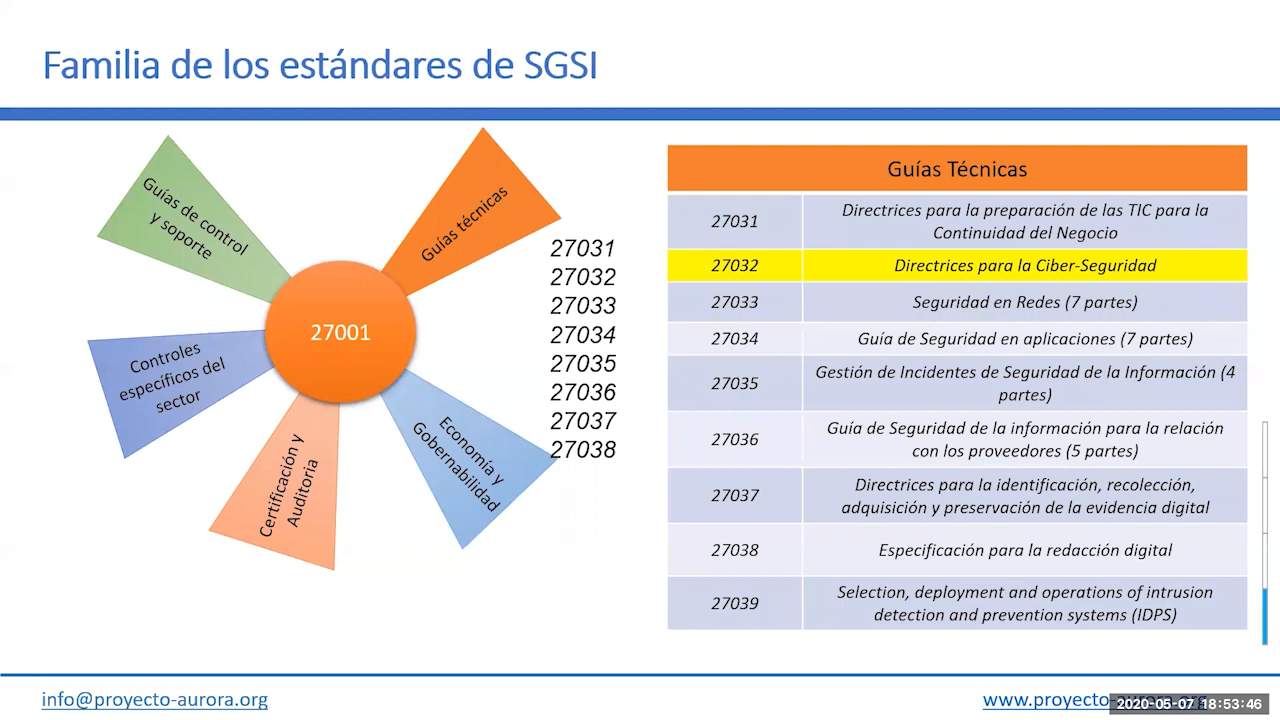 Familia de los estándares de SGSI
Guías de control
y soporte
Guías técnicas
27001
Controles
específicos del
sector
Certificación y
Auditoria
Economía y
Gobernabilidad
27031
27032
27033
27034
27035
27036
27037
27038
Guías Técnicas
27031
Directrices para la preparación de las TIC para la
Continuidad del Negocio
27032
Directrices para la Ciber-Seguridad
27033
Seguridad en Redes (7 partes)
27034
Guía de Seguridad en aplicaciones (7 partes)
27035
Gestión de Incidentes de Seguridad de la Información (4
partes)
27036
Guía de Seguridad de la información para la relación
con los proveedores (5 partes)
27037
Directrices para la identificación, recolección,
adquisición y preservación de la evidencia digital
27038
Especificación para la redacción digital
27039
Selection, deployment and operations of intrusion
detection and prevention systems (IDPS)
info@proyecto-aurora.org
www.proyecto-aurora.org
2020-05-07 18:53:46